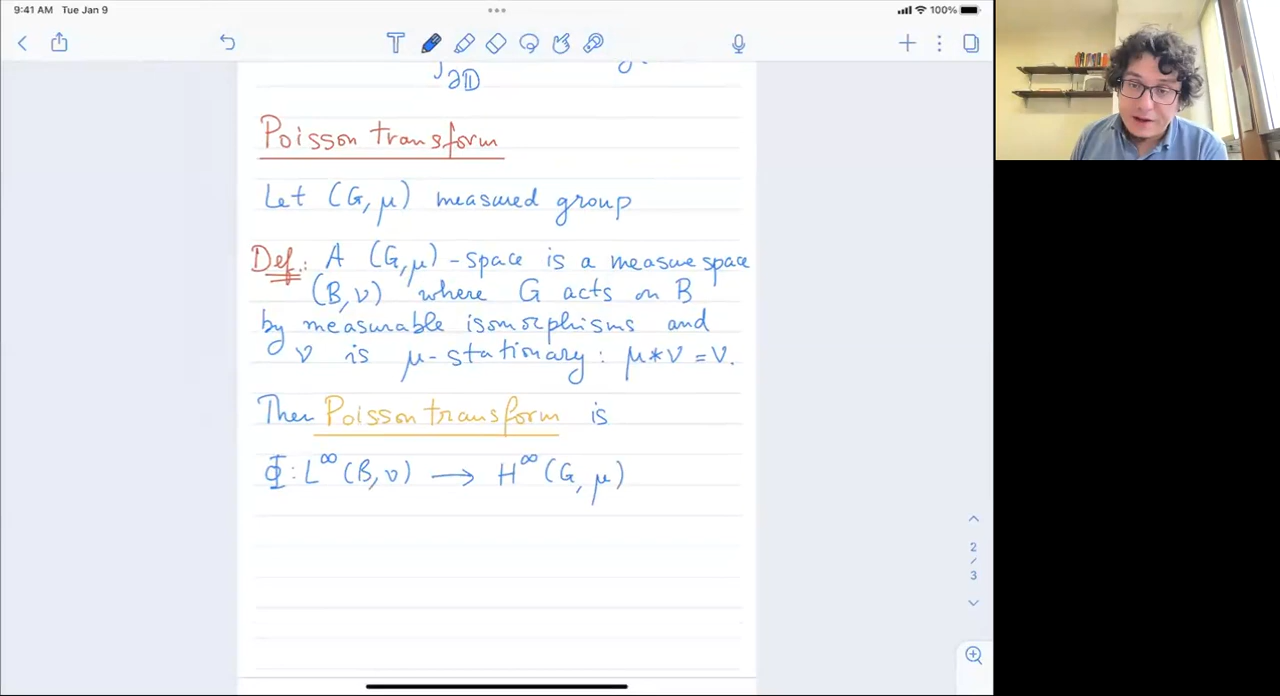 9:41 AM Tue Jan 9
100%
∂𝔻
Poisson transform
Let (G, μ) measured group
Def.: A (G, μ)-space is a measure space
(B, ν) where G acts on B
by measurable isomorphisms and
ν is μ-stationary: μ*ν = ν.
Then Poisson transform is
Φ: L^∞(B, ν) → H^∞(G, μ)
2
/
3